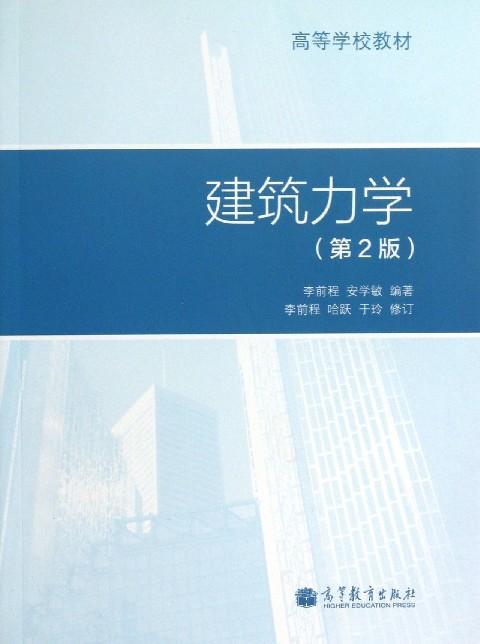 高等学校教材
建筑力学
（第2版）
李前程 安学敏 编著
李前程 哈跃 于玲 修订
高等教育出版社
HIGHER EDUCATION PRESS